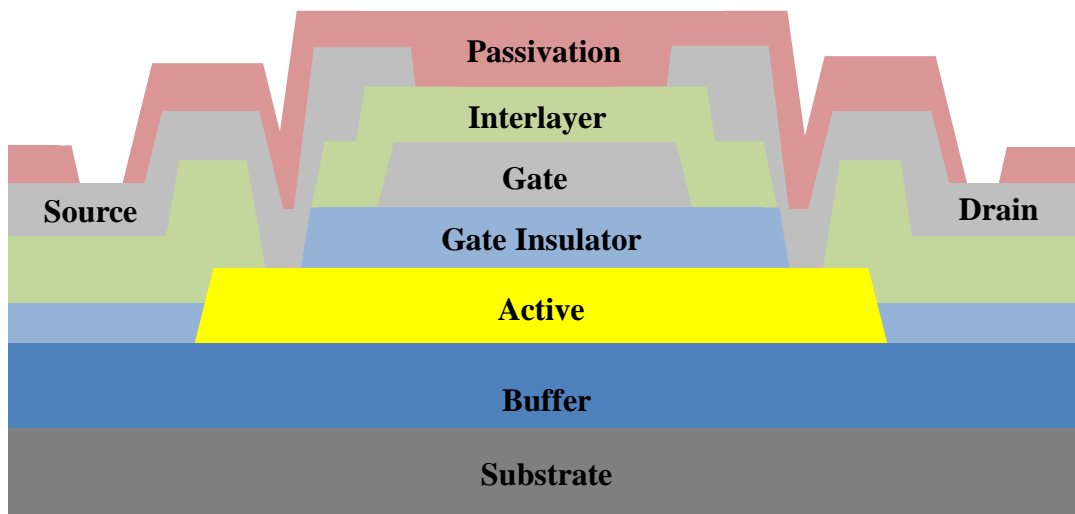 Passivation
Interlayer
Gate
Source
Drain
Gate Insulator
Active
Buffer
Substrate